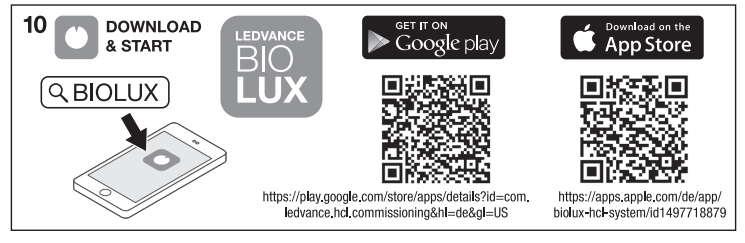 10
DOWNLOAD
& START
BIOLUX
LEDVANCE
BIO
LUX
GET IT ON
Google play
https://play.google.com/store/apps/details?id=com.
ledvance.hcl.commissioning&hl=de&gl=US
Download on the
App Store
https://apps.apple.com/de/app/
biolux-hcl-system/id1497718879